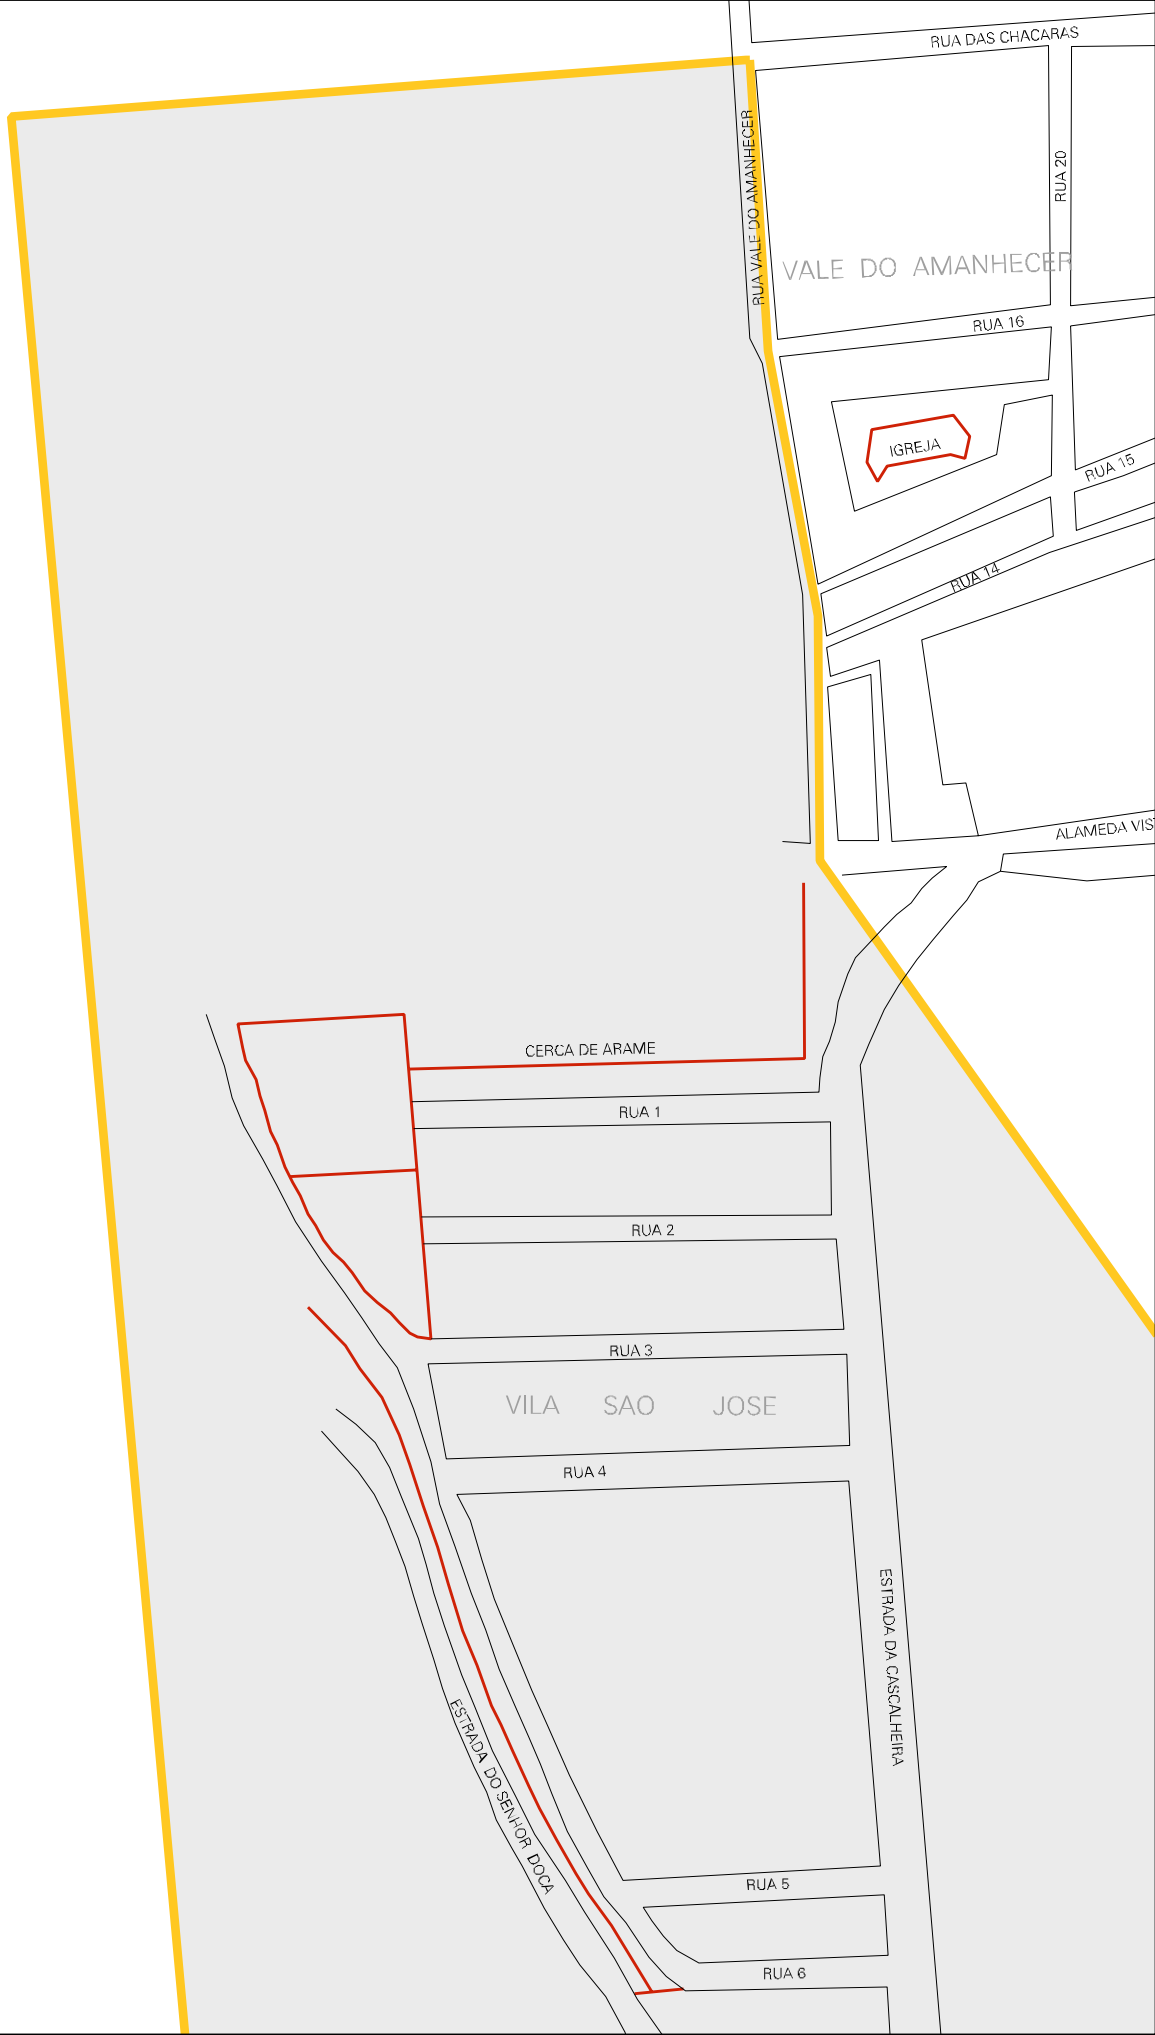 RUA DAS CHACARAS
RUA VALE DO AMANHECER
RUA 20
VALE DO AMANHECER
RUA 16
IGREJA
RUA 15
RUA 14
ALAMEDA VIS
CERCA DE ARAME
RUA 1
RUA 2
RUA 3
VILA SAO JOSE
RUA 4
ESTRADA DA CASCALHEIRA
ESTRADA DO SENHOR DOCA
RUA 5
RUA 6